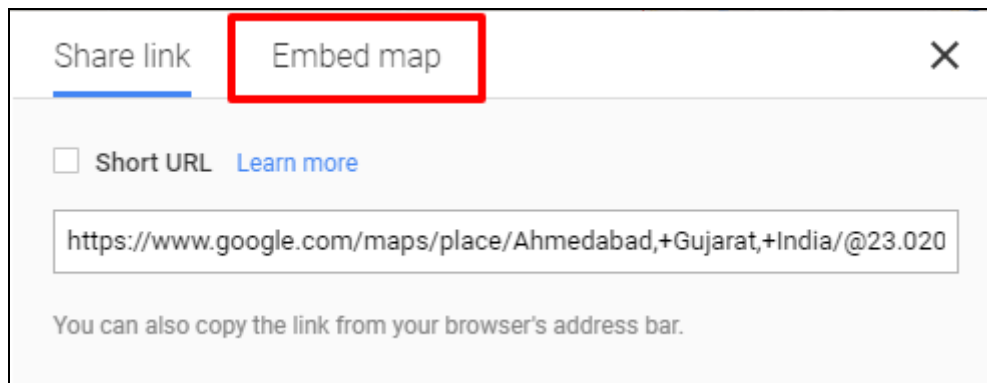 Share link Embed map
Short URL Learn more
https://www.google.com/maps/place/Ahmedabad,+Gujarat,+India/@23.020
You can also copy the link from your browser's address bar.